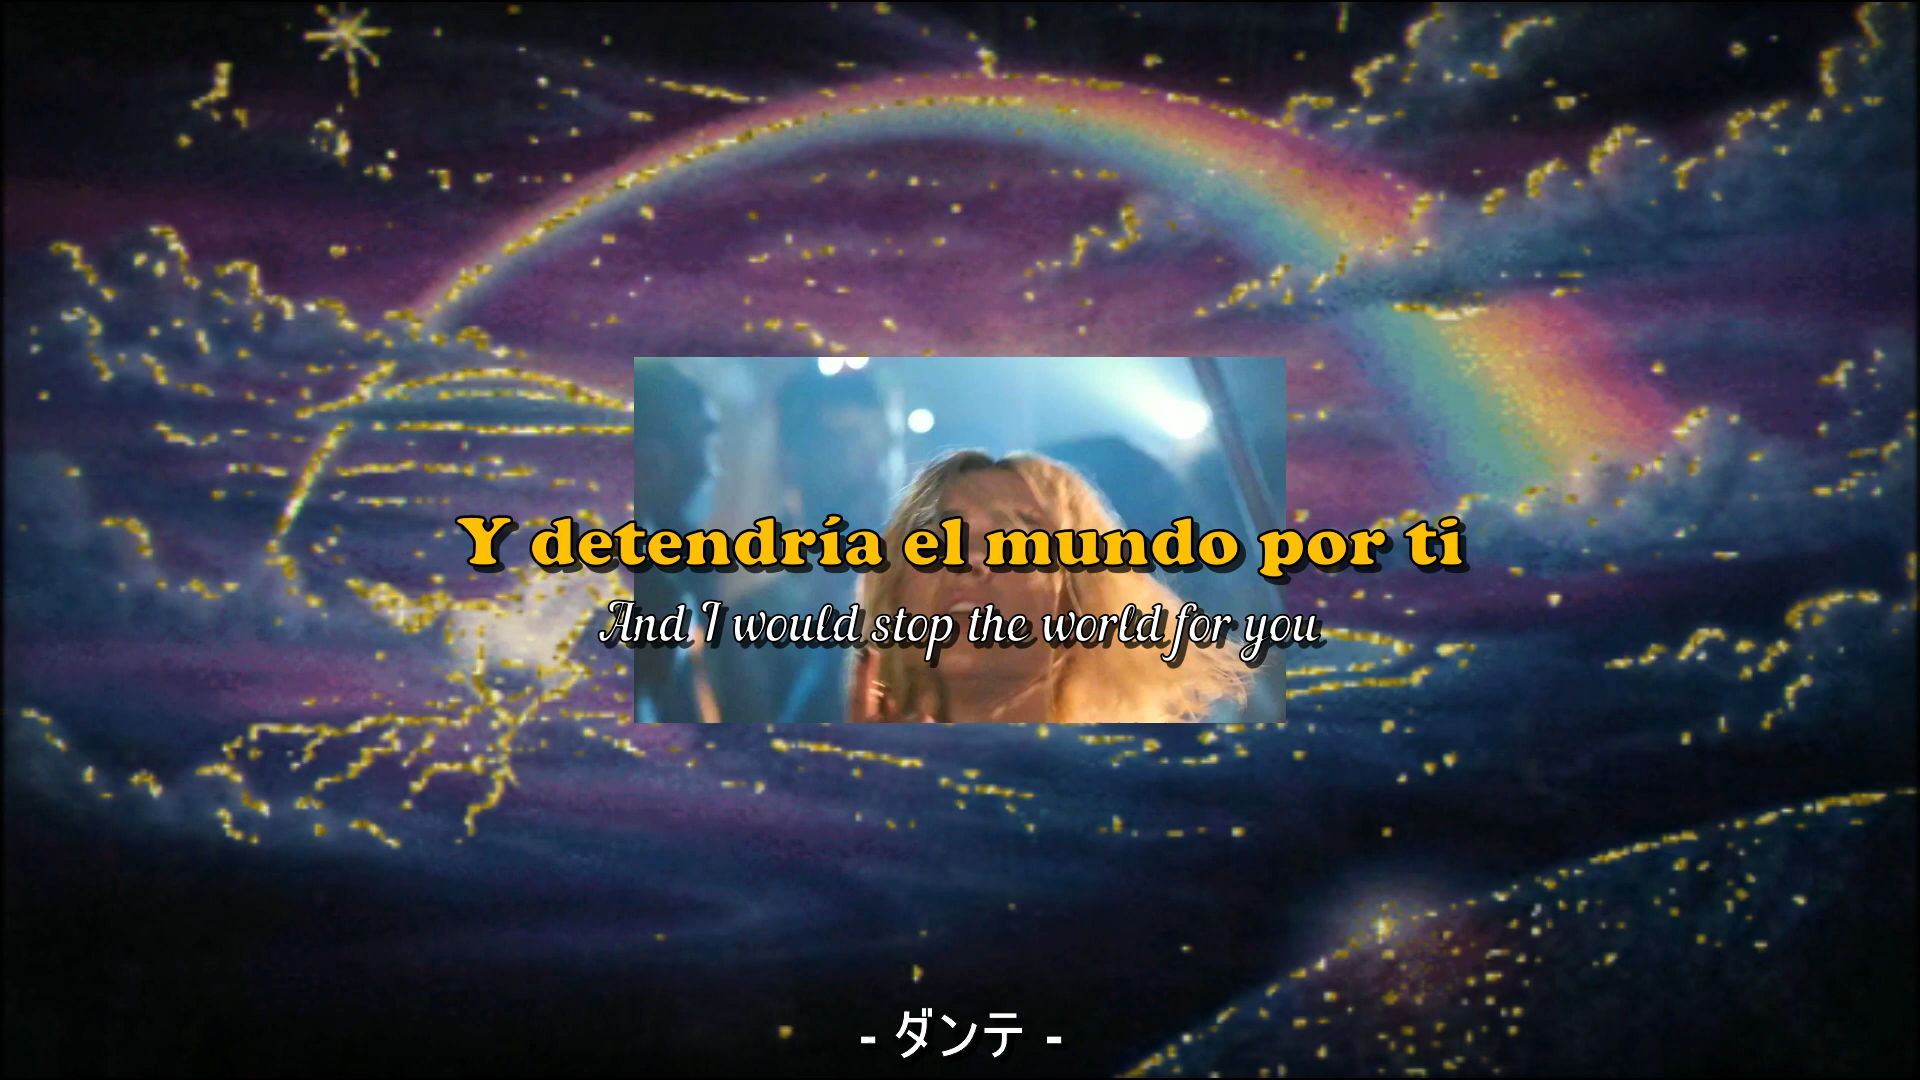 Y detendría el mundo por ti
And I would stop the world for you
- ダンテ -